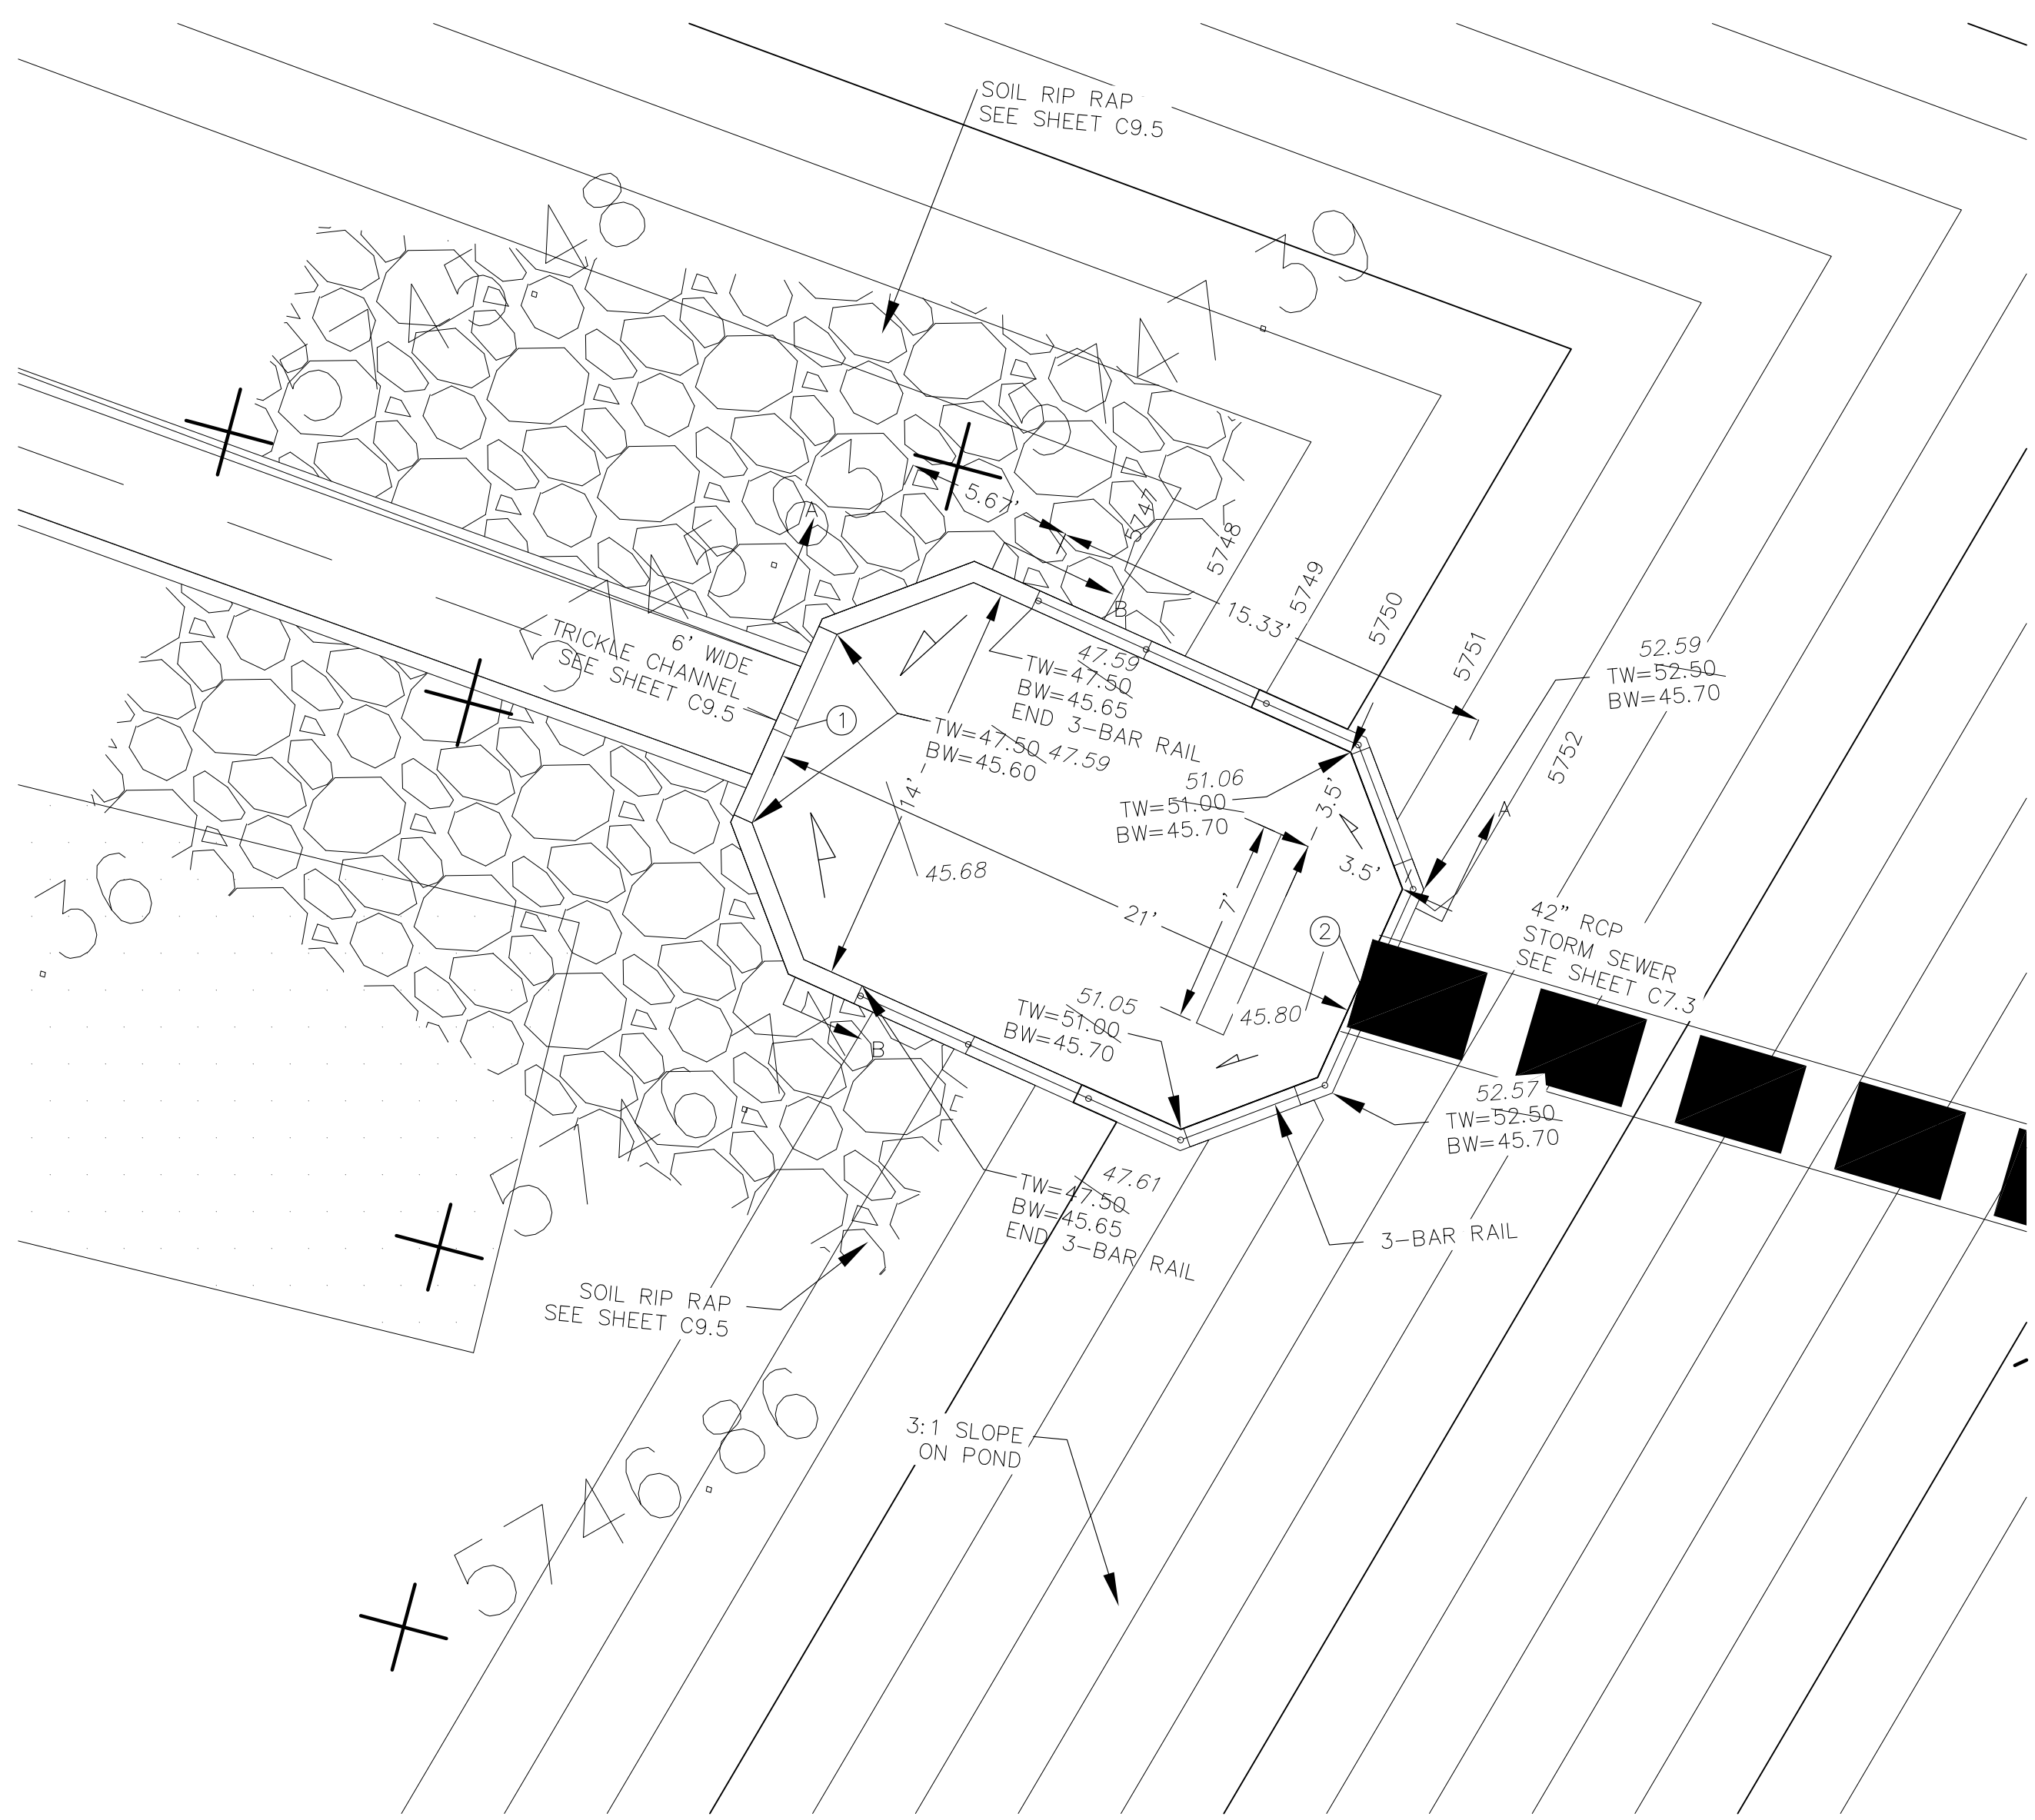 SOIL RIP RAP
SEE SHEET C9.5
5748.39
5747
5748
5749
5750
5751
5752
5.67'
15.33'
A
B
6' WIDE
TRICKLE CHANNEL
SEE SHEET C9.5
1
47.59
TW=47.50
BW=45.65
END 3-BAR RAIL
TW=47.50 47.59
BW=45.60
52.59
TW=52.50
BW=45.70
51.06
TW=51.00
BW=45.70
14'
45.68
3.5'
3.5'
A
7'
21'
2
42" RCP
STORM SEWER
SEE SHEET C7.3
45.80
51.05
TW=51.00
BW=45.70
B
52.57
TW=52.50
BW=45.70
47.61
TW=47.50
BW=45.65
END 3-BAR RAIL
3-BAR RAIL
SOIL RIP RAP
SEE SHEET C9.5
3:1 SLOPE
ON POND
36
5746.86